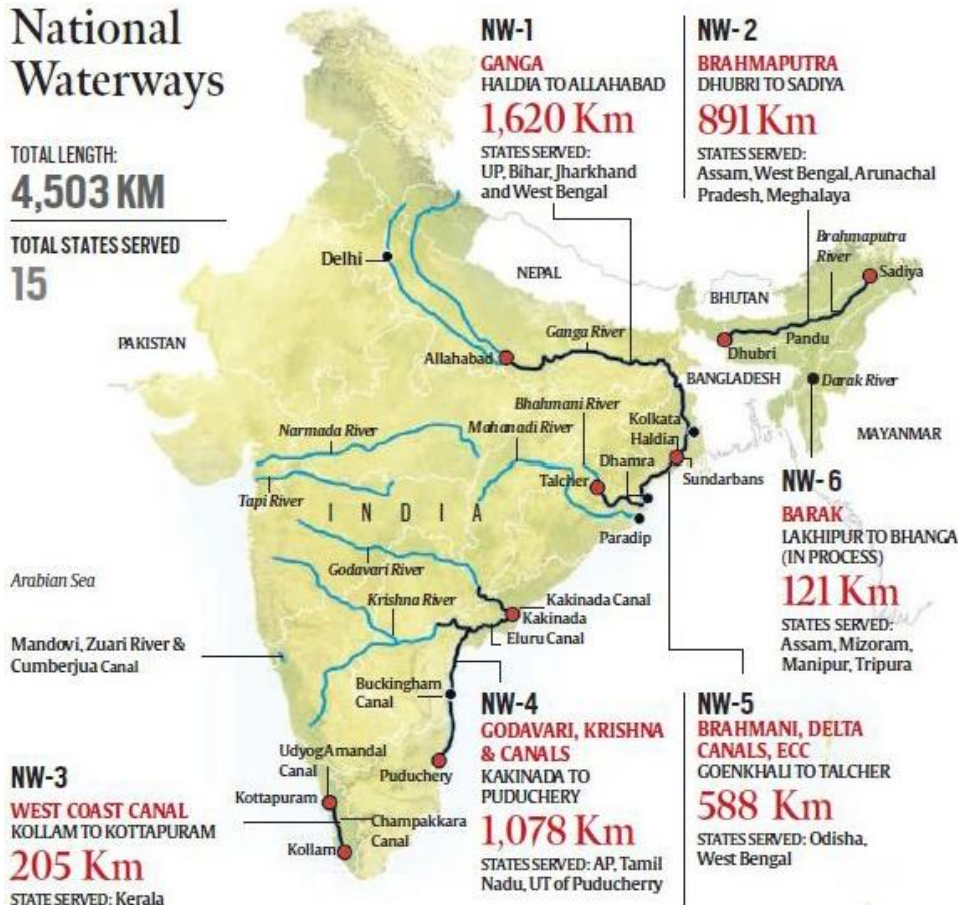 National
Waterways
TOTAL LENGTH:
4,503 KM
TOTAL STATES SERVED
15
NW-1
GANGA
HALDIA TO ALLAHABAD
1,620 Km
STATES SERVED:
UP, Bihar, Jharkhand
and West Bengal
NW-2
BRAHMAPUTRA
DHUBRI TO SADIYA
891 Km
STATES SERVED:
Assam, West Bengal, Arunachal
Pradesh, Meghalaya
Brahmaputra
River
Sadiya
Delhi
NEPAL
BHUTAN
PAKISTAN
Ganga River
Pandu
Dhubri
Allahabad
BANGLADESH
Darak River
Bhahmani River
Narmada River
Mahanadi River
Kolkata
Haldia
MAYANMAR
Dhamra
Talcher
Sundarbans
Tapi River
INDIA
Paradip
NW-6
BARAK
LAKHIPUR TO BHANGA
(IN PROCESS)
121 Km
STATES SERVED:
Assam, Mizoram,
Manipur, Tripura
Arabian Sea
Godavari River
Krishna River
Kakinada Canal
Kakinada
Eluru Canal
Mandovi, Zuari River &
Cumberjua Canal
Buckingham
Canal
NW-4
GODAVARI, KRISHNA
& CANALS
KAKINADA TO
PUDUCHERY
1,078 Km
STATES SERVED: AP, Tamil
Nadu, UT of Puducherry
NW-5
BRAHMANI, DELTA
CANALS, ECC
GOENKHALI TO TALCHER
588 Km
STATES SERVED: Odisha,
West Bengal
UdyogAmandal
Canal
Puduchery
Kottapuram
Champakkara
Canal
Kollam
NW-3
WEST COAST CANAL
KOLLAM TO KOTTAPURAM
205 Km
STATE SERVED: Kerala